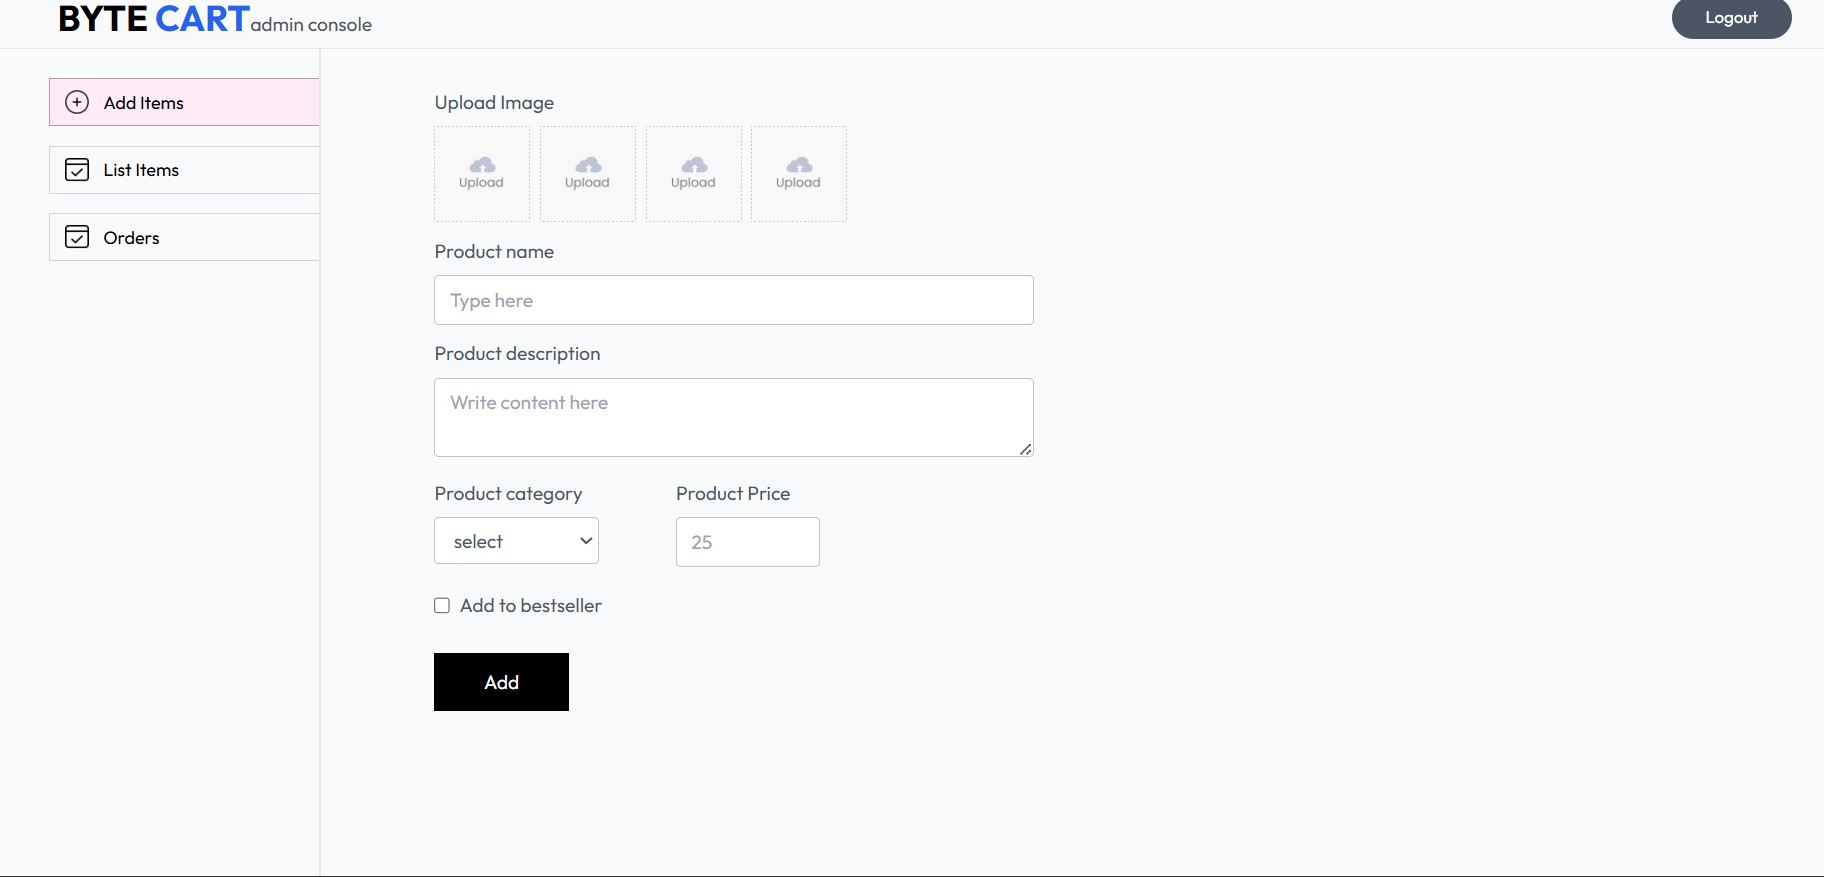 BYTE CART admin console
Logout
Add Items
List Items
Orders
Upload Image
Upload Upload Upload Upload
Product name
Type here
Product description
Write content here
Product category Product Price
select 25
Add to bestseller
Add